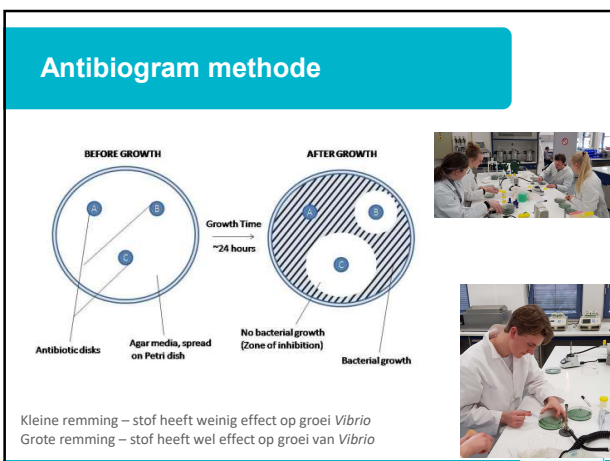 Antibiogram methode
BEFORE GROWTH
AFTER GROWTH
A
B
C
Growth Time
~24 hours
A
B
C
Antibiotic disks
Agar media, spread
on Petri dish
No bacterial growth
(Zone of inhibition)
Bacterial growth
Kleine remming – stof heeft weinig effect op groei Vibrio
Grote remming – stof heeft wel effect op groei van Vibrio